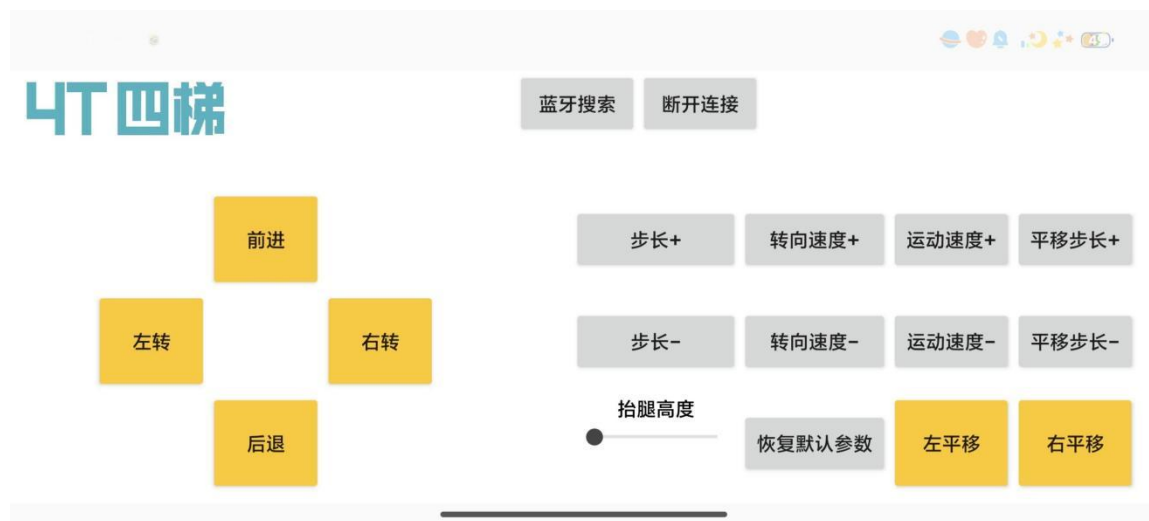 4T 四梯
蓝牙搜索 断开连接
前进
步长+ 转向速度+ 运动速度+ 平移步长+
左转 右转
步长- 转向速度- 运动速度- 平移步长-
抬腿高度
后退
恢复默认参数 左平移 右平移